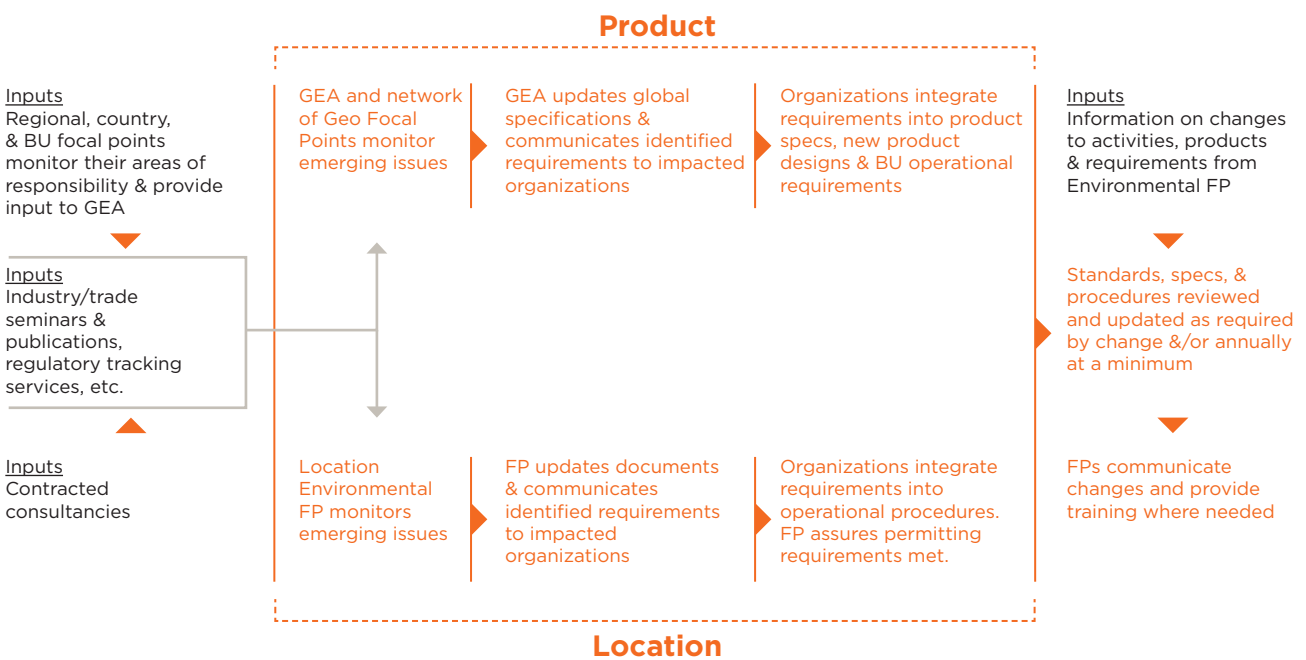 Product
Inputs
Regional, country,
& BU focal points
monitor their areas of
responsibility & provide
input to GEA
Inputs
Industry/trade
seminars &
publications,
regulatory tracking
services, etc.
Inputs
Contracted
consultancies
GEA and network
of Geo Focal
Points monitor
emerging issues
GEA updates global
specifications &
communicates identified
requirements to impacted
organizations
Organizations integrate
requirements into product
specs, new product
designs & BU operational
requirements
Location
Environmental
FP monitors
emerging issues
FP updates documents
& communicates
identified requirements
to impacted
organizations
Organizations integrate
requirements into
operational procedures.
FP assures permitting
requirements met.
Inputs
Information on changes
to activities, products
& requirements from
Environmental FP
Standards, specs, &
procedures reviewed
and updated as required
by change &/or annually
at a minimum
FPs communicate
changes and provide
training where needed
Location